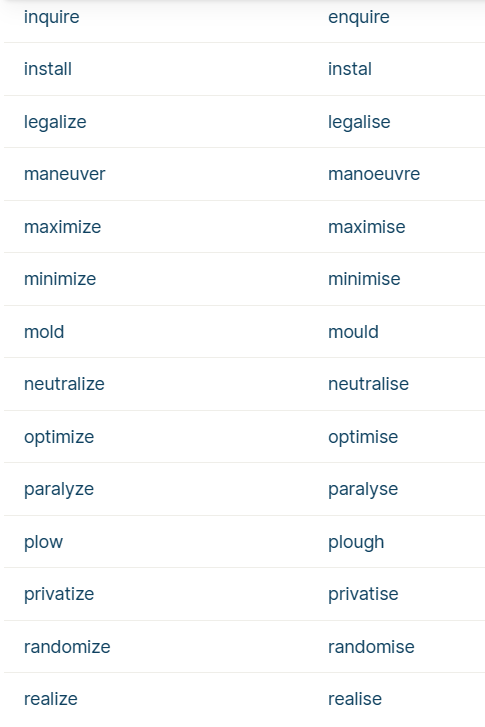 inquire enquire
install instal
legalize legalise
maneuver manoeuvre
maximize maximise
minimize minimise
mold mould
neutralize neutralise
optimize optimise
paralyze paralyse
plow plough
privatize privatise
randomize randomise
realize realise